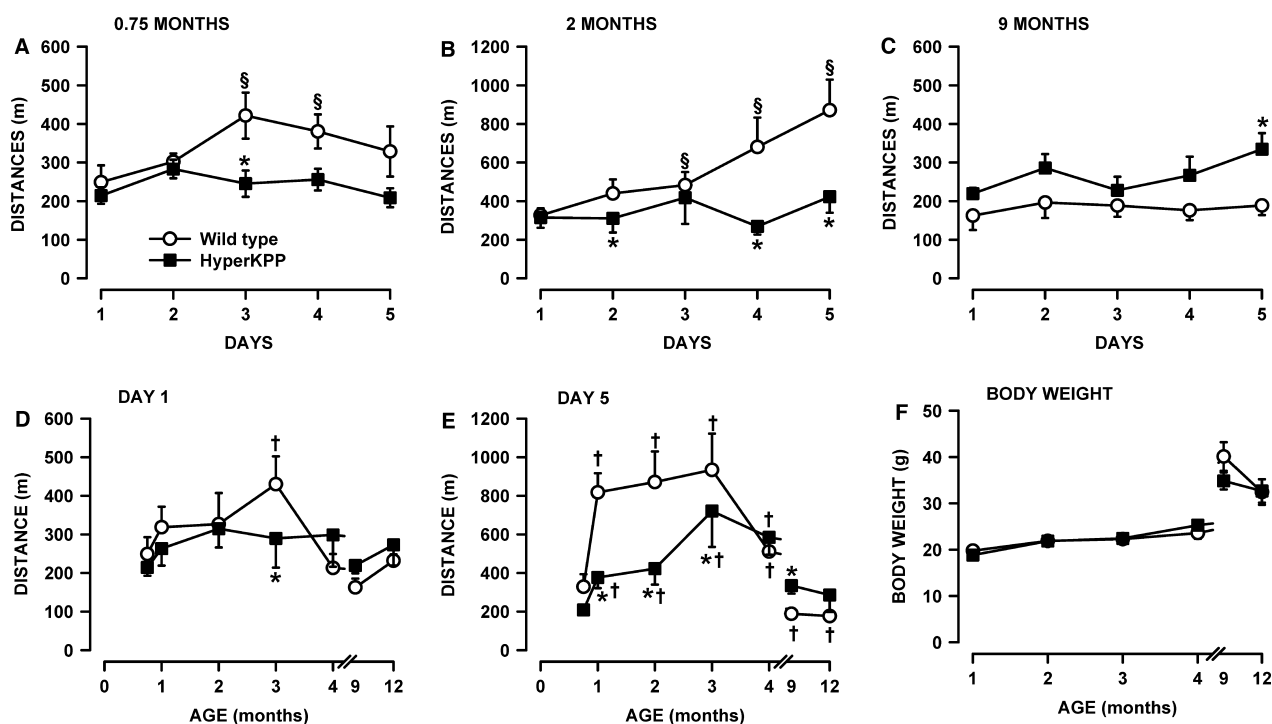 0.75 MONTHS
2 MONTHS
9 MONTHS
A
600
500
400
300
200
100
0
DISTANCES (m)
§
§
*
Wild type
HyperKPP
1 2 3 4 5
DAYS
B
1200
1000
800
600
400
200
0
DISTANCES (m)
§
§
§
*
*
*
1 2 3 4 5
DAYS
C
600
500
400
300
200
100
0
DISTANCES (m)
*
1 2 3 4 5
DAYS
D
DAY 1
600
500
400
300
200
100
0
DISTANCE (m)
†
*
0 1 2 3 4 9 12
AGE (months)
E
DAY 5
1200
1000
800
600
400
200
0
DISTANCE (m)
† † † †
*† *† *† †
*
† †
0 1 2 3 4 9 12
AGE (months)
F
BODY WEIGHT
50
40
30
20
10
0
BODY WEIGHT (g)
1 2 3 4 9 12
AGE (months)